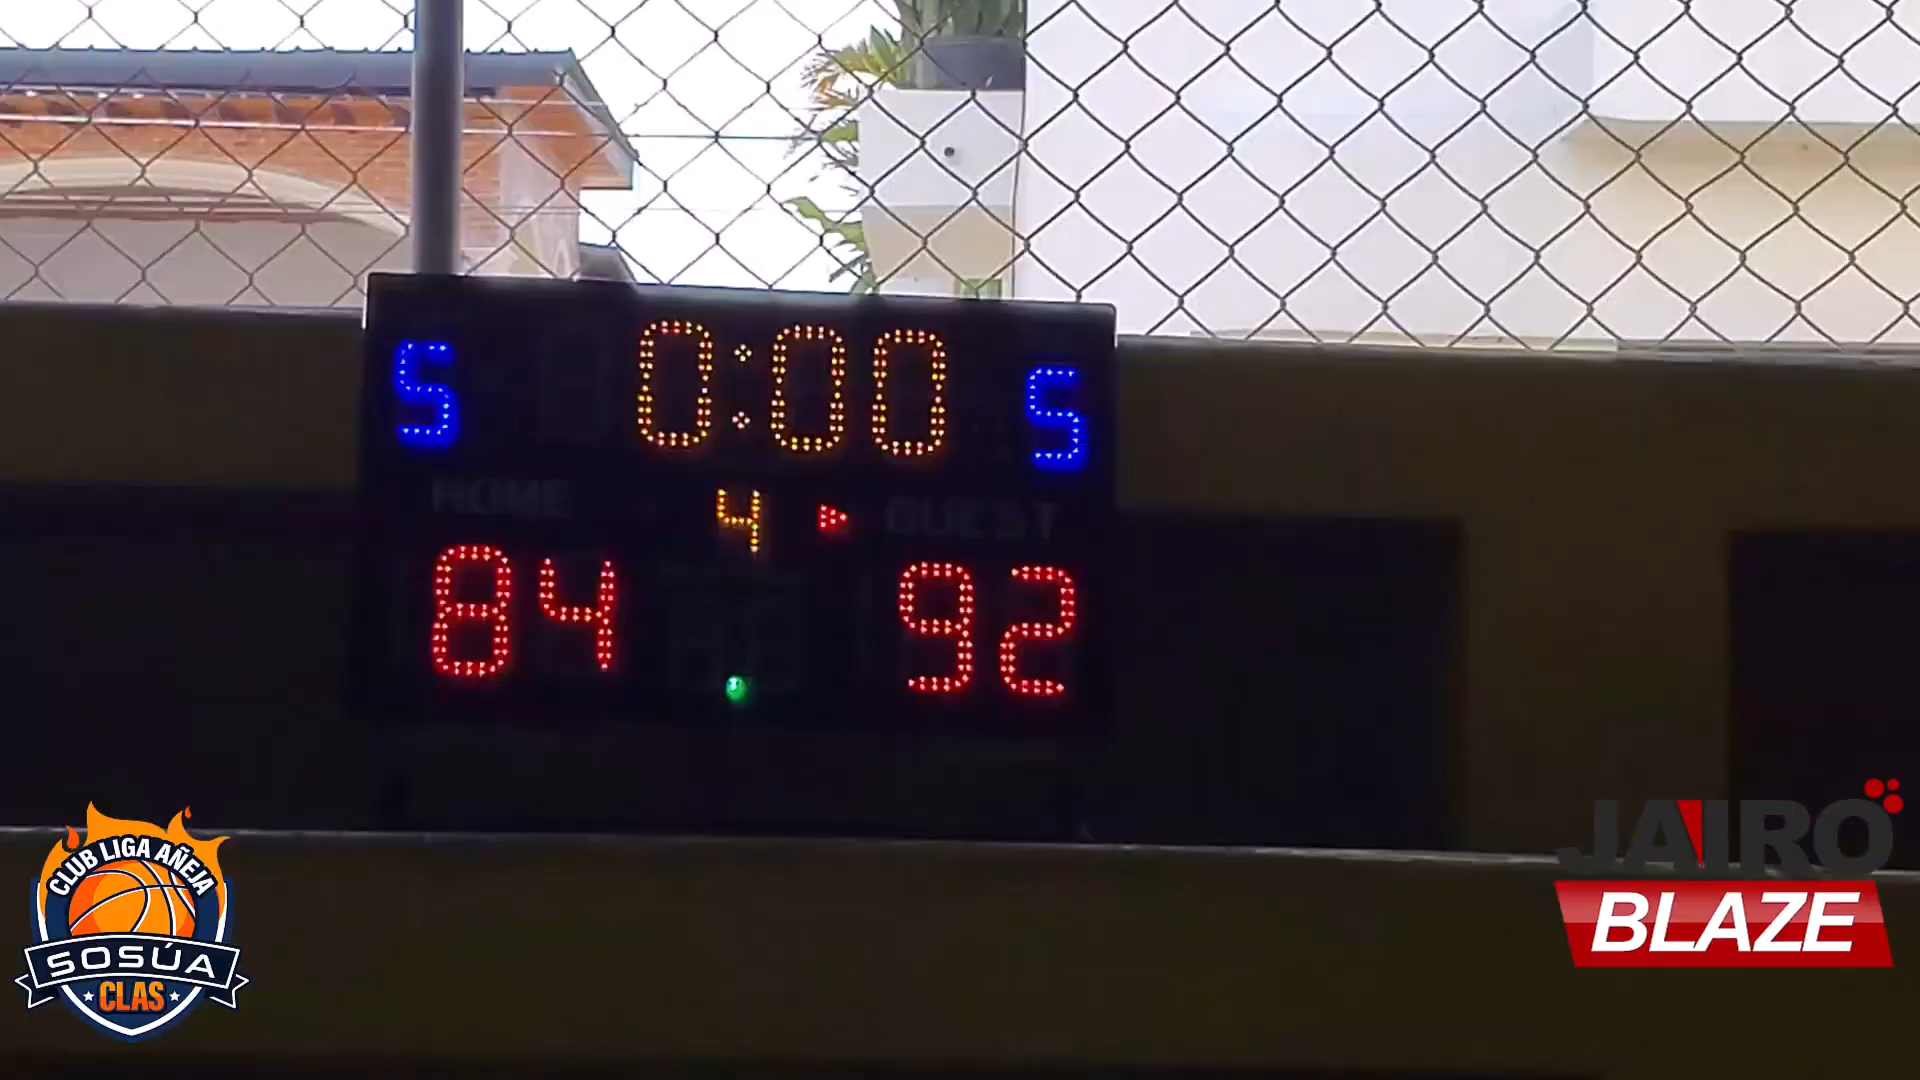 5 0:00 5
HOME 4 GUEST
84 92
CLUB LIGA AÑEJA
SOSÚA
CLAS
JAIRO
BLAZE